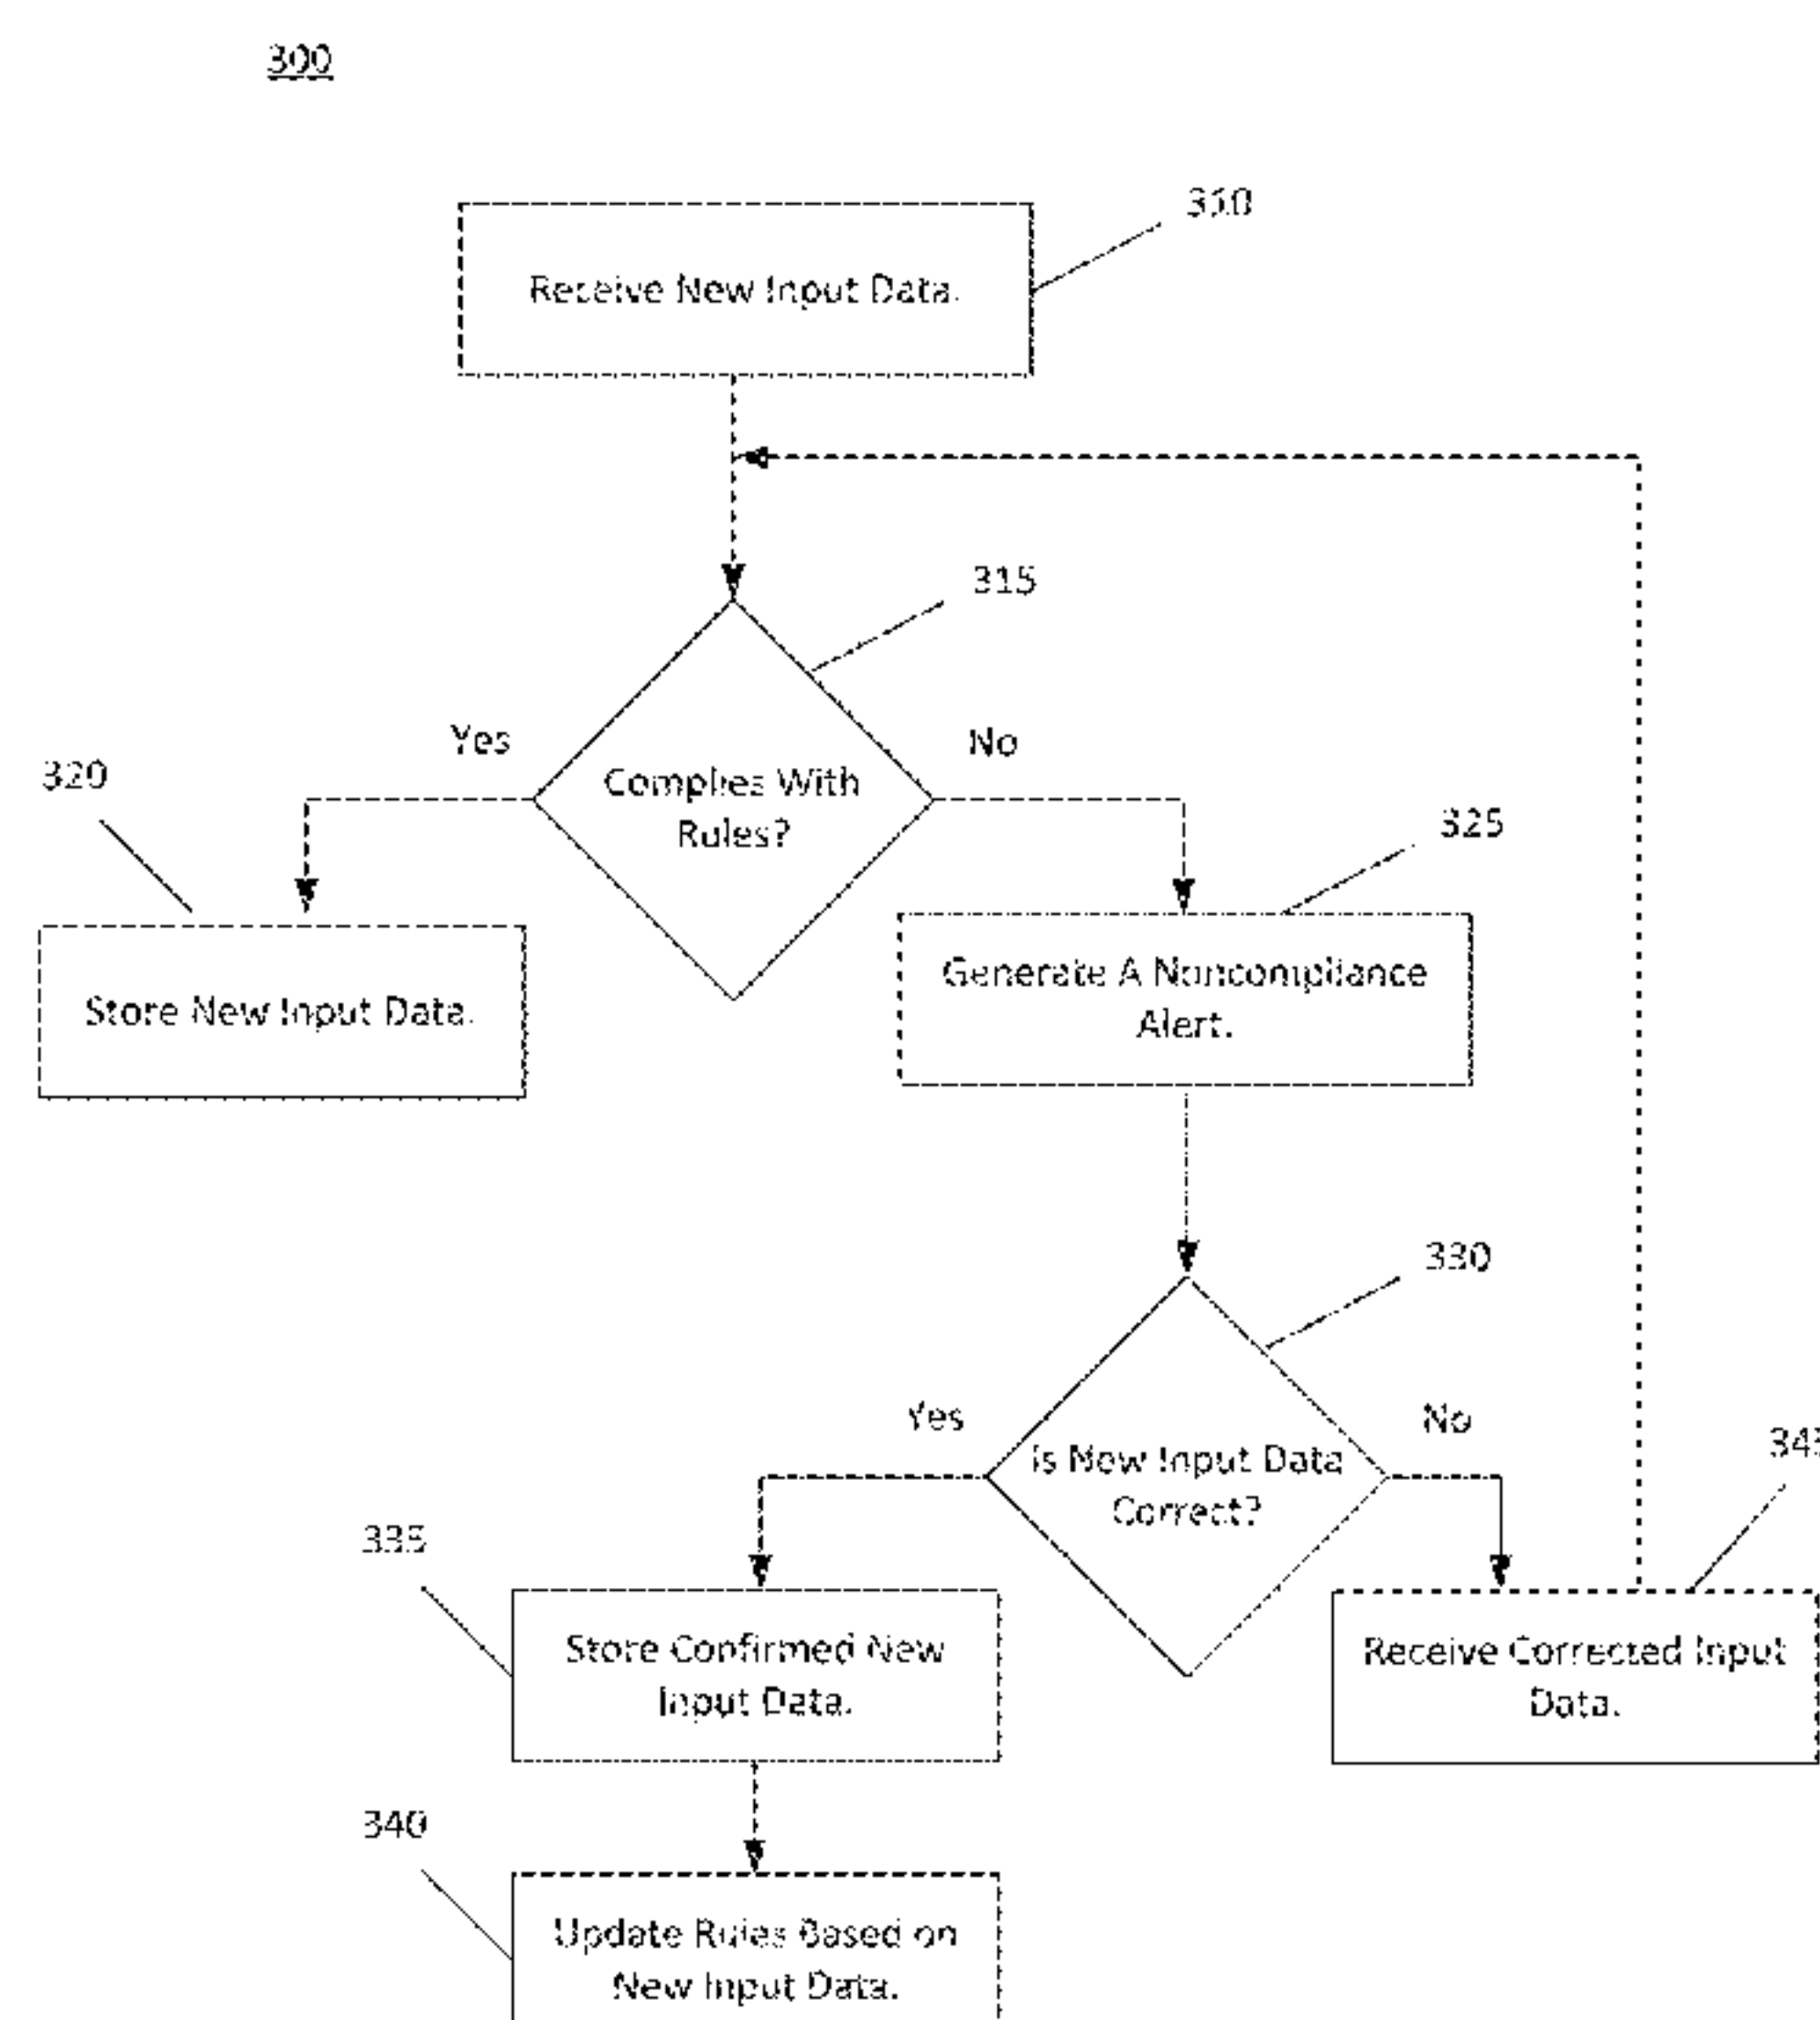 300
310
Receive New Input Data.
315
Yes
No
Complies With
Rules?
320
325
Store New Input Data.
Generate A Noncompliance
Alert.
330
Yes
No
Is New Input Data
Correct?
335
Store Confirmed New
Input Data.
Receive Corrected Input
Data.
340
Update Rules Based on
New Input Data.